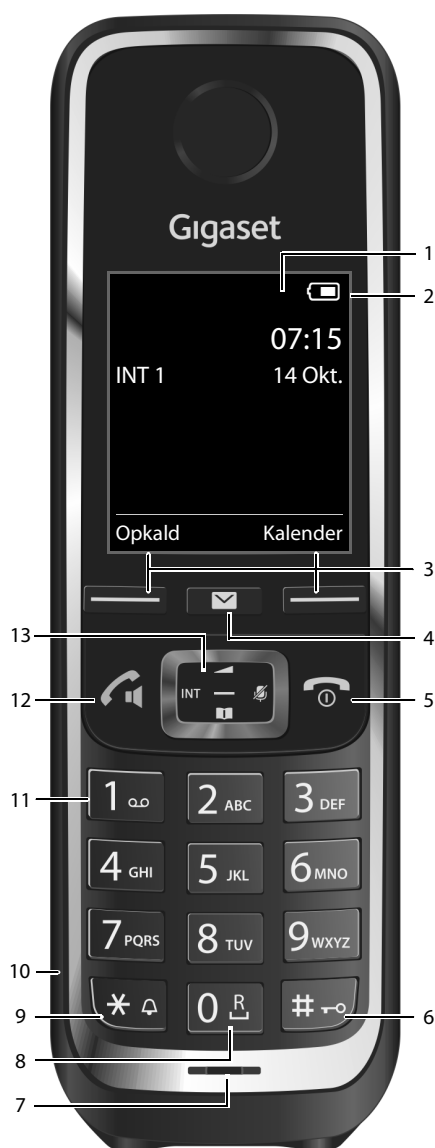 Gigaset
1
2
07:15
INT 1 14 Okt.
Opkald Kalender
3
4
13
INT
12
5
11
1
2 ABC
3 DEF
4 GHI
5 JKL
6 MNO
7 PQRS
8 TUV
9 WXYZ
10
* 0 R #
9
6
8
7